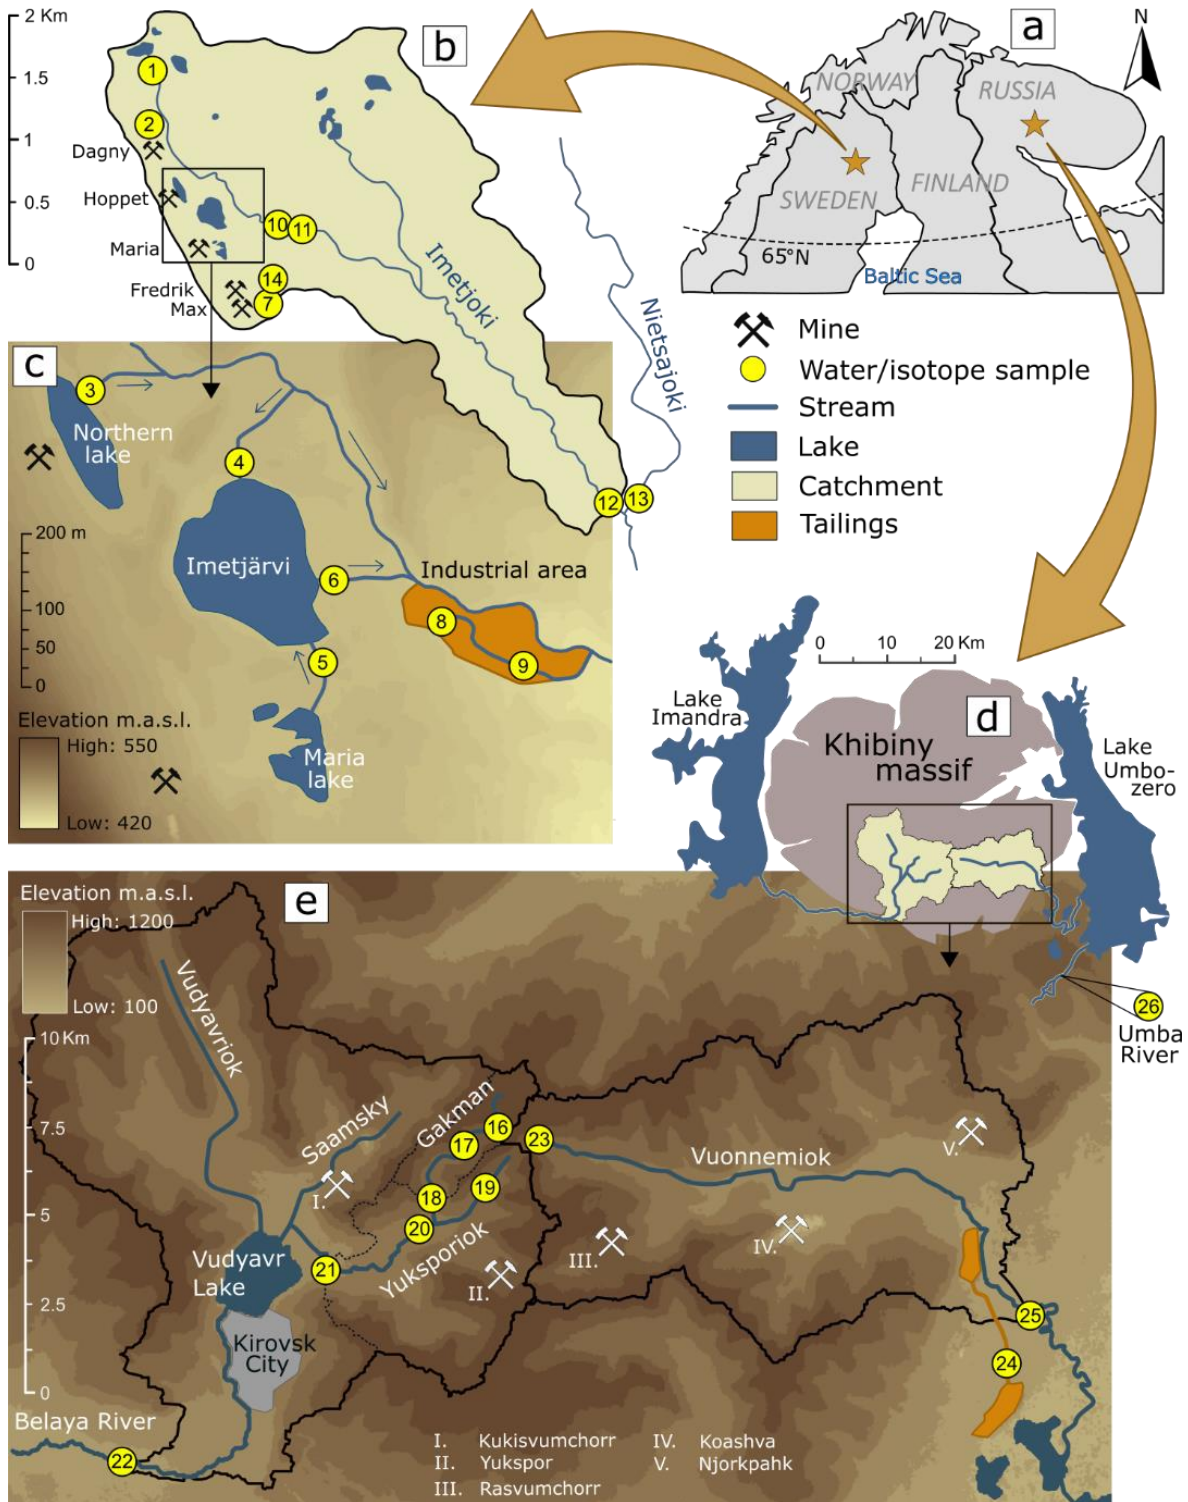 2 Km
1.5
1
0.5
0
b
1
2
Dagny
Hoppet
Maria
Fredrik
Max
10
11
14
7
Imetjoki
Nietsajoki
12
13
a
N
NORWAY
RUSSIA
SWEDEN
FINLAND
65°N
Baltic Sea
Mine
Water/isotope sample
Stream
Lake
Catchment
Tailings
c
3
Northern
lake
4
200 m
100
50
0
Imetjärvi
6
Industrial area
8
9
5
Maria
lake
Elevation m.a.s.l.
High: 550
Low: 420
0
10
20 Km
d
Lake
Imandra
Khibiny
massif
Lake
Umbo-
zero
26
Umba
River
Elevation m.a.s.l.
High: 1200
Low: 100
e
10 Km
7.5
5
2.5
0
Vudyavriok
Saamsky
Gakman
16
17
23
18
19
20
21
I.
Yuksporiok
II.
III.
IV.
V.
Vuonnemiok
Vudyavr
Lake
Kirovsk
City
25
24
Belaya River
22
I. Kukisvumchorr
II. Yukspor
III. Rasvumchorr
IV. Koashva
V. Njorkpahk